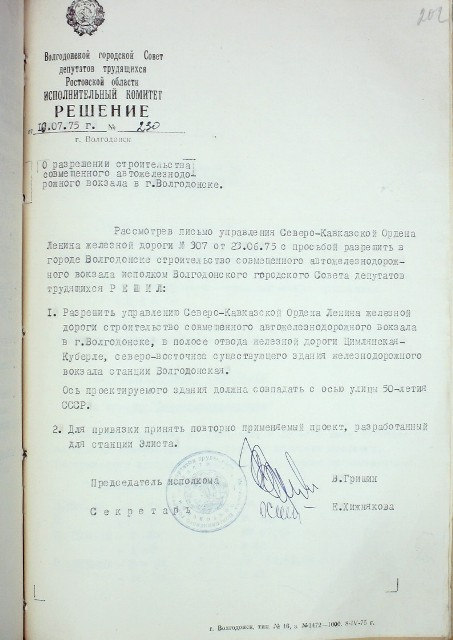 202
Волгодонской городской Совет
депутатов трудящихся
Ростовской области
ИСПОЛНИТЕЛЬНЫЙ КОМИТЕТ
РЕШЕНИЕ
от 18.07.75 г. № 230
г. Волгодонск
О разрешении строительства
совмещенного автожелезнодо-
рожного вокзала в г.Волгодонске.
Рассмотрев письмо управления Северо-Кавказской Ордена
Ленина железной дороги № 307 от 23.06.75 с просьбой разрешить в
городе Волгодонске строительство совмещенного автожелезнодорож-
ного вокзала исполком Волгодонского городского Совета депутатов
трудящихся Р Е Ш И Л:
1. Разрешить управлению Северо-Кавказской Ордена Ленина железной
дороги строительство совмещенного автожелезнодорожного вокзала
в г.Волгодонске, в полосе отвода железной дороги Цимлянская-
Куберле, северо-восточнее существующего здания железнодорожного
вокзала станции Волгодонская.
Ось проектируемого здания должна совпадать с осью улицы 50-летия
СССР.
2. Для привязки принять повторно применяемый проект, разработанный
для станции Элиста.
Председатель исполкома В.Гришин
С е к р е т а р ь Е.Хижнякова
г. Волгодонск, тип. № 16, з. №1472—1000. 8-IV-75 г.